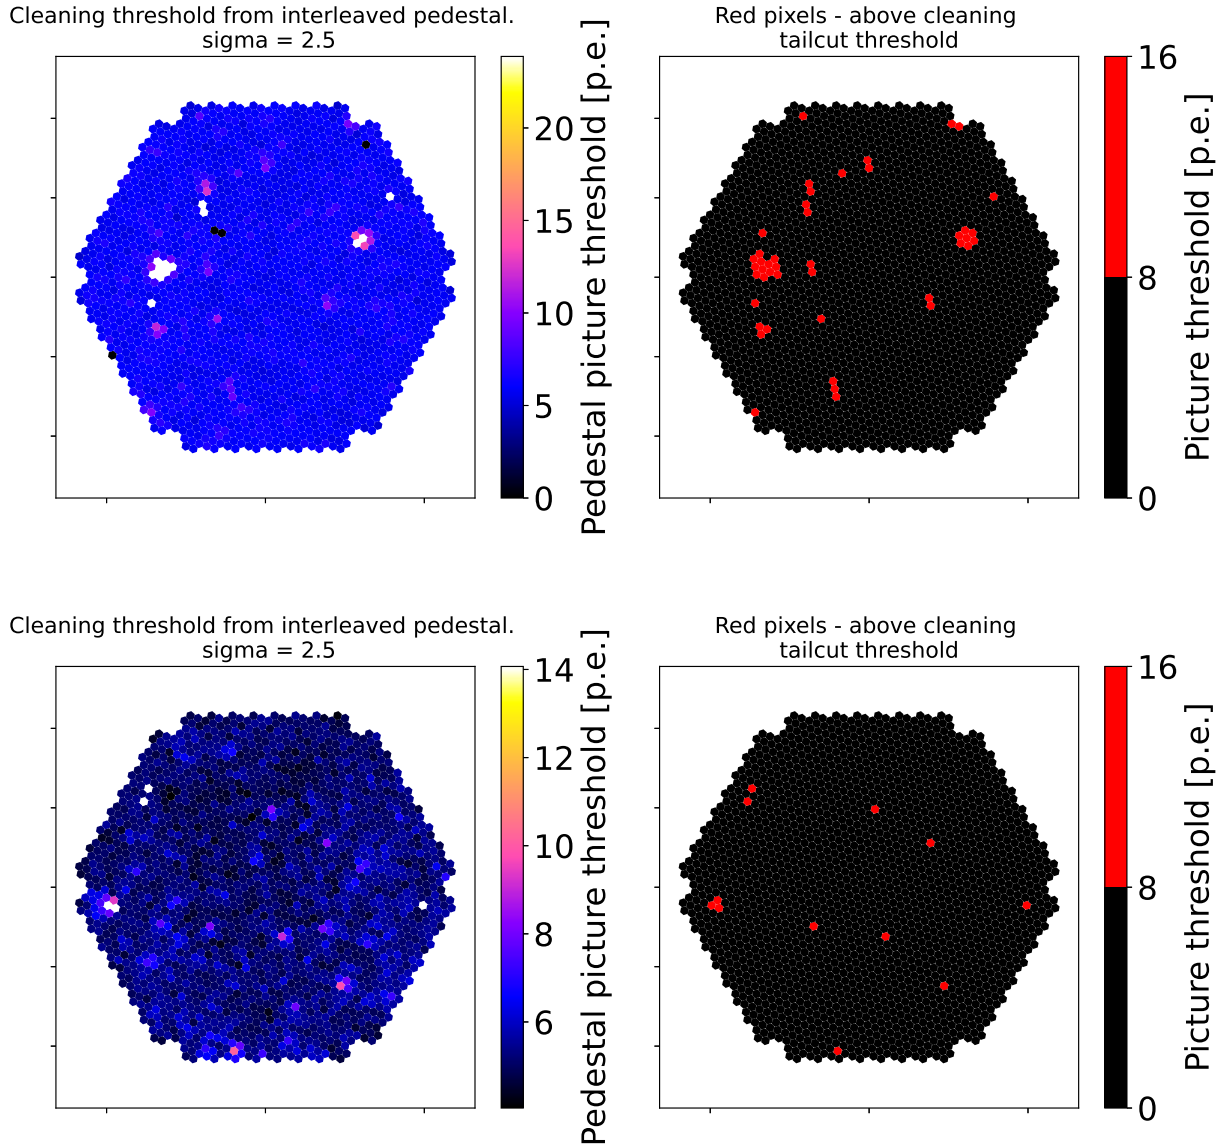 Cleaning threshold from interleaved pedestal.
sigma = 2.5
20
15
10
5
0
Pedestal picture threshold [p.e.]
Red pixels - above cleaning
tailcut threshold
16
8
0
Picture threshold [p.e.]
Cleaning threshold from interleaved pedestal.
sigma = 2.5
14
12
10
8
6
Pedestal picture threshold [p.e.]
Red pixels - above cleaning
tailcut threshold
16
8
0
Picture threshold [p.e.]